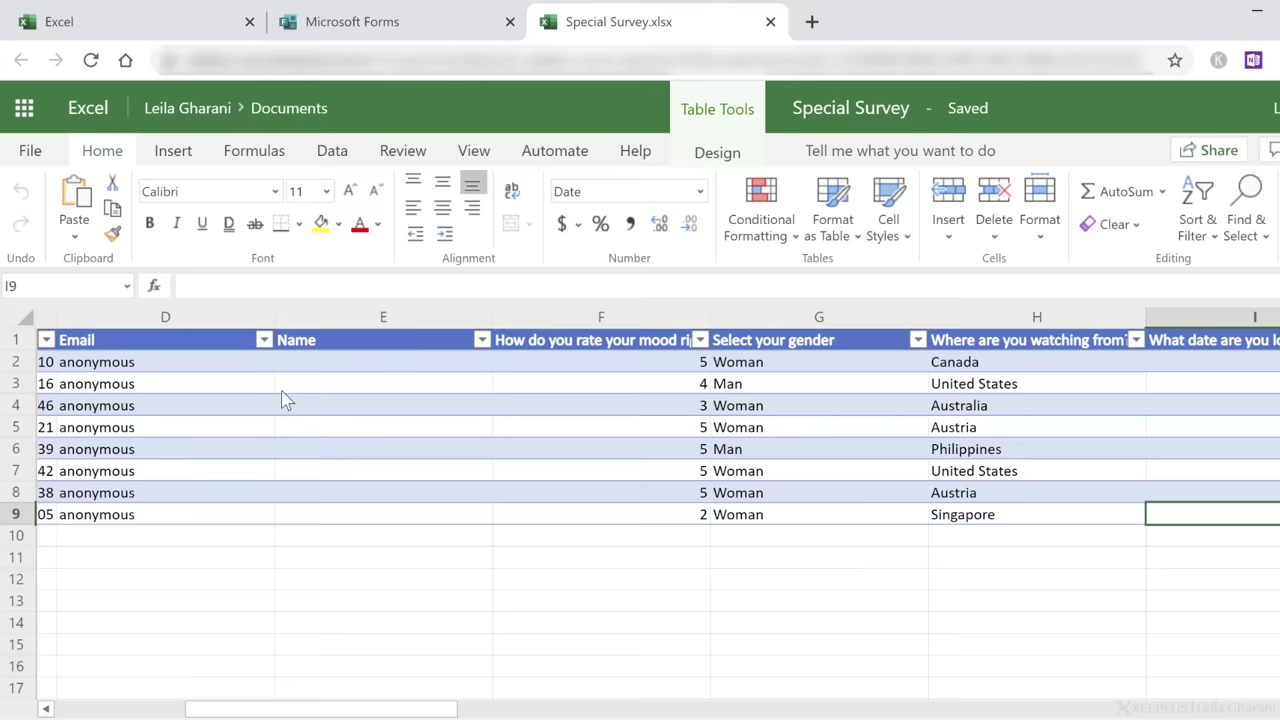 Excel Microsoft Forms Special Survey.xlsx
Excel Leila Gharani > Documents Table Tools Special Survey - Saved
File Home Insert Formulas Data Review View Automate Help Design Tell me what you want to do Share
Calibri 11 Date AutoSum
Paste Conditional Formatting Format as Table Cell Styles Insert Delete Format Clear Sort & Filter Find & Select
Undo Clipboard Font Alignment Number Tables Cells Editing
I9 fx
D E F G H I
1 Email Name How do you rate your mood ri Select your gender Where are you watching from? What date are you lo
2 10 anonymous 5 Woman Canada
3 16 anonymous 4 Man United States
4 46 anonymous 3 Woman Australia
5 21 anonymous 5 Woman Austria
6 39 anonymous 5 Man Philippines
7 42 anonymous 5 Woman United States
8 38 anonymous 5 Woman Austria
9 05 anonymous 2 Woman Singapore
10
11
12
13
14
15
16
17
XELPLUS | Leila Gharani